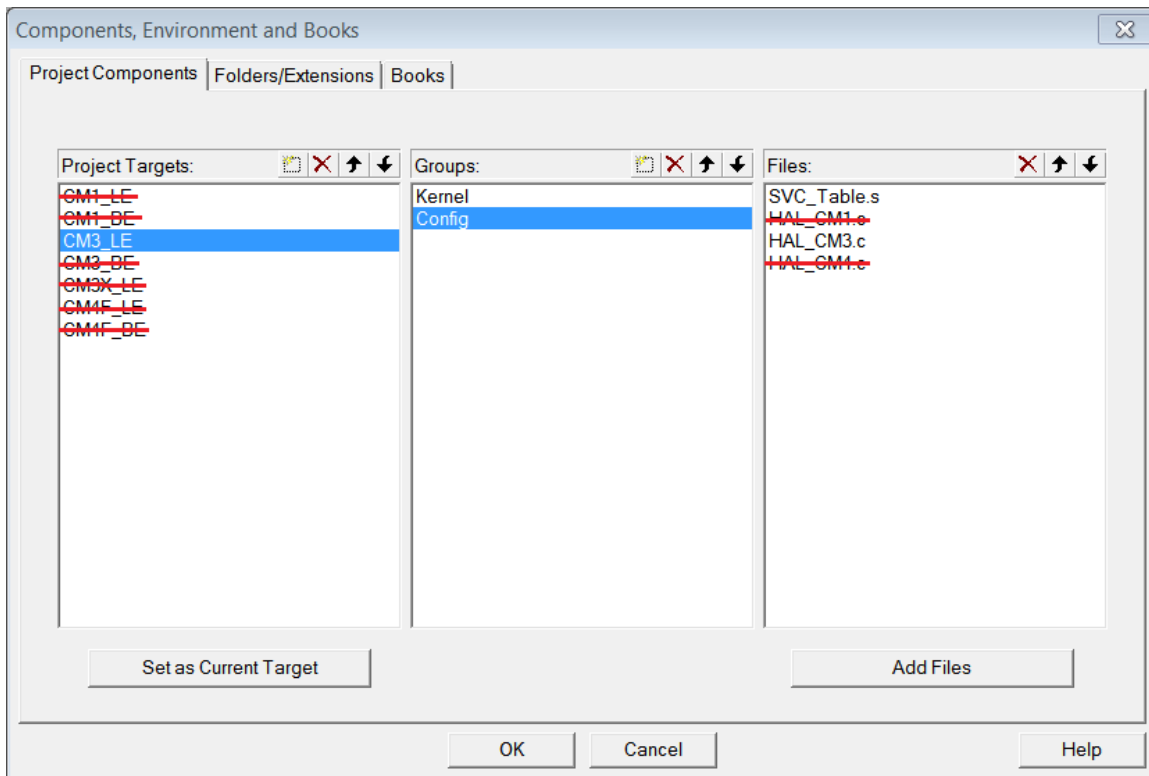 Components, Environment and Books
Project Components Folders/Extensions Books
Project Targets: Groups: Files:
CM1_LE Kernel SVC_Table.s
CM1_BE Config HAL_CM1.c
CM3_LE HAL_CM3.c
CM3_BE HAL_CM4.c
CM3X_LE
CM4F_LE
CM4F_BE
Set as Current Target Add Files
OK Cancel Help